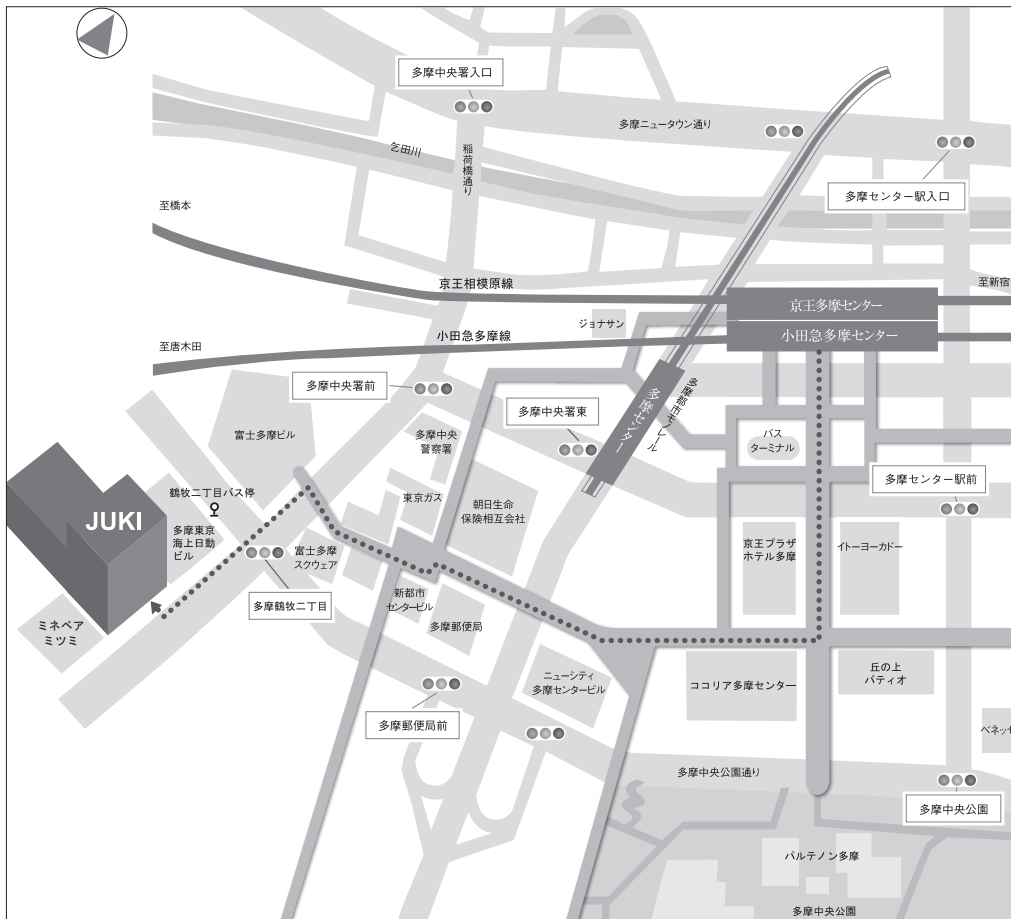 多摩中央署入口
多摩ニュータウン通り
乞田川
稲荷橋通り
多摩センター駅入口
至橋本
京王相模原線
至新宿
京王多摩センター
ジョナサン
小田急多摩線
小田急多摩センター
至唐木田
多摩中央署前
多摩センター
多摩都市モノレール
多摩中央署東
富士多摩ビル
多摩中央
警察署
バス
ターミナル
多摩センター駅前
鶴牧二丁目バス停
東京ガス
朝日生命
保険相互会社
JUKI
多摩東京
海上日動
ビル
富士多摩
スクウェア
京王プラザ
ホテル多摩
イトーヨーカドー
多摩鶴牧二丁目
新都市
センタービル
多摩郵便局
ミネベア
ミツミ
ニューシティ
多摩センタービル
ココリア多摩センター
丘の上
パティオ
多摩郵便局前
ベネッセ
多摩中央公園通り
多摩中央公園
パルテノン多摩
多摩中央公園